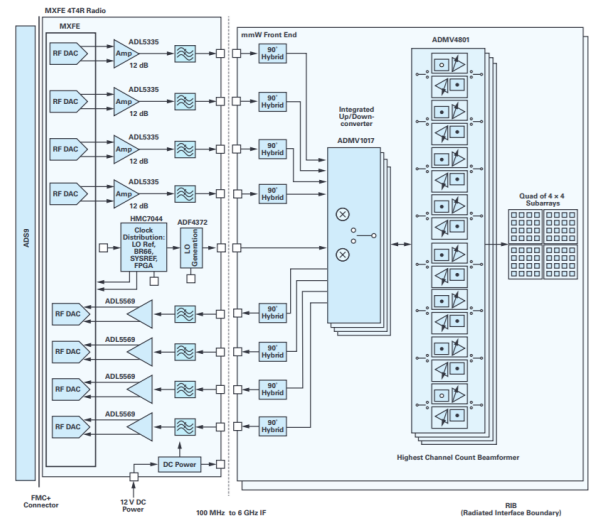 MXFE 4T4R Radio
MXFE
ADL5335
RF DAC
Amp
12 dB
ADL5335
RF DAC
Amp
12 dB
ADL5335
RF DAC
Amp
12 dB
ADL5335
RF DAC
Amp
12 dB
HMC7044
Clock
Distribution:
LO Ref,
BR66,
SYSREF,
FPGA
ADF4372
LO
Generation
ADS9
RF DAC
ADL5569
RF DAC
ADL5569
RF DAC
ADL5569
RF DAC
ADL5569
DC Power
FMC+
Connector
12 V DC
Power
100 MHz to 6 GHz IF
mmW Front End
90°
Hybrid
90°
Hybrid
90°
Hybrid
90°
Hybrid
90°
Hybrid
90°
Hybrid
90°
Hybrid
90°
Hybrid
Integrated
Up/Down-
converter
ADMV1017
ADMV4801
Quad of 4 × 4
Subarrays
Highest Channel Count Beamformer
RIB
(Radiated Interface Boundary)